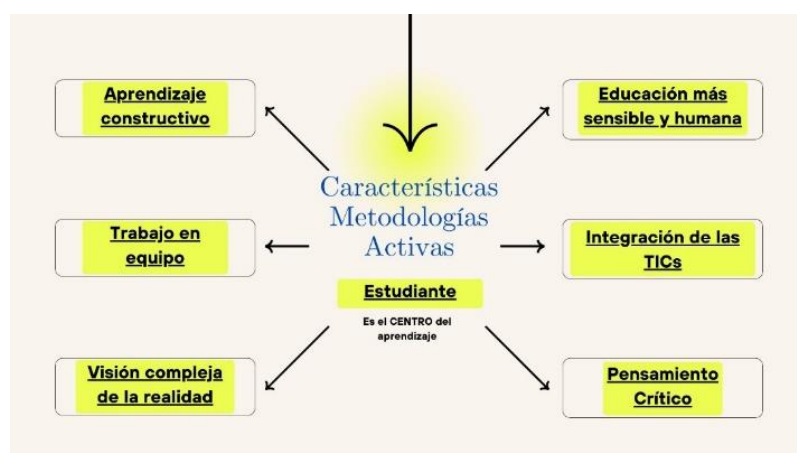 Aprendizaje
constructivo
Educación más
sensible y humana
Características
Metodologías
Activas
Trabajo en
equipo
Integración de las
TICs
Estudiante
Es el CENTRO del
aprendizaje
Visión compleja
de la realidad
Pensamiento
Crítico